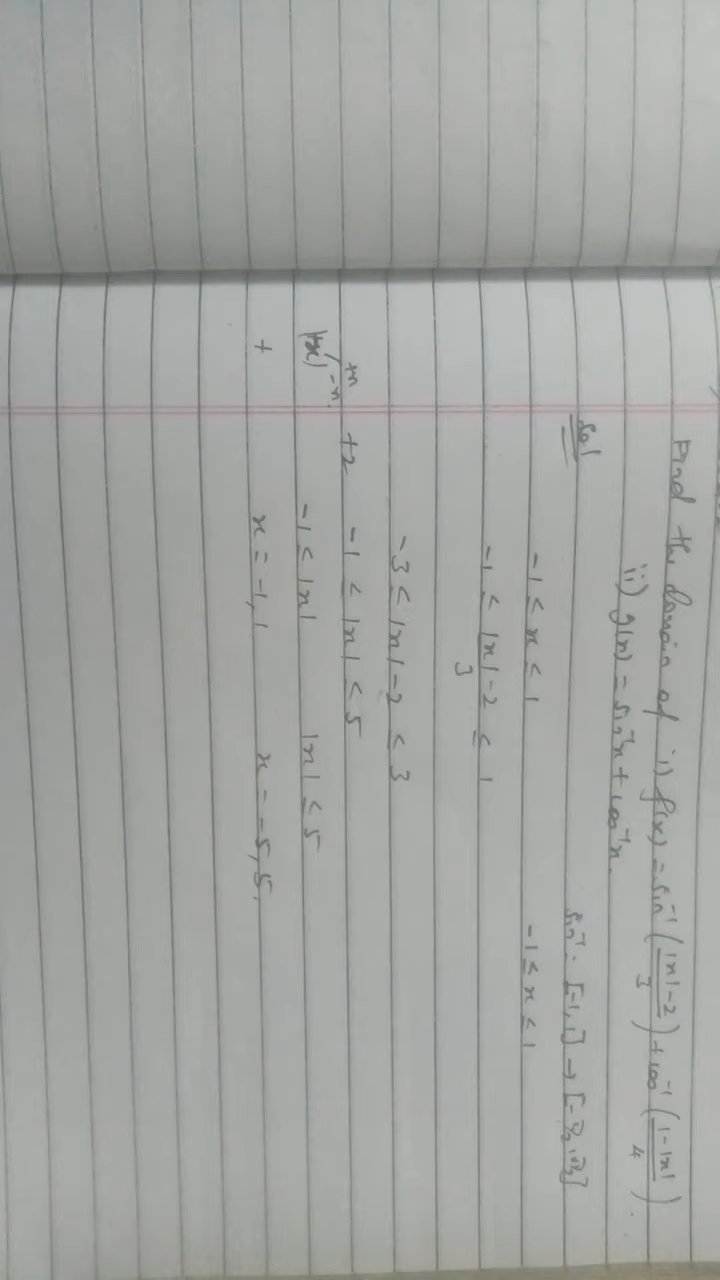 Find the domain of i) f(x) = sin⁻¹(|x|-2/3) + cos⁻¹(1-|x|/4).
ii) g(x) = sin⁻¹x + cos⁻¹x.
Sol sin⁻¹: [-1, 1] → [-π/2, π/2]
-1 ≤ x ≤ 1 -1 ≤ x ≤ 1
-1 ≤ |x|-2/3 ≤ 1
-3 ≤ |x|-2 ≤ 3
+2 -1 ≤ |x| ≤ 5
|x| +x -x -1 ≤ |x| |x| ≤ 5
+ x = -1, 1 x = -5, 5.